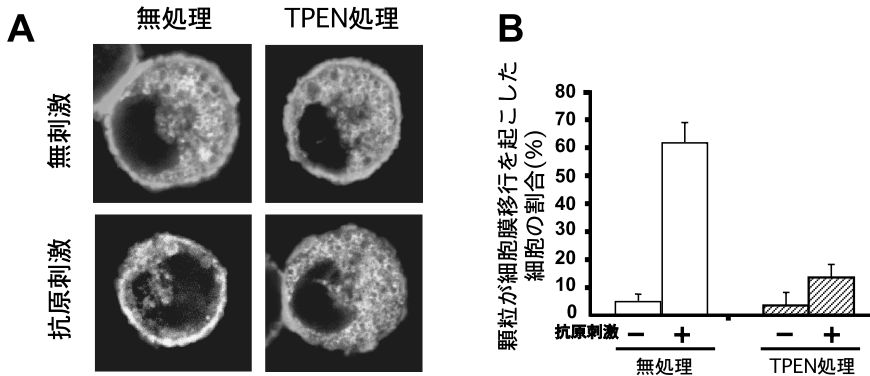 A
無処理
TPEN処理
無刺激
抗原刺激
B
顆粒が細胞膜移行を起こした
細胞の割合(%)
80
70
60
50
40
30
20
10
0
抗原刺激 − + − +
無処理
TPEN処理